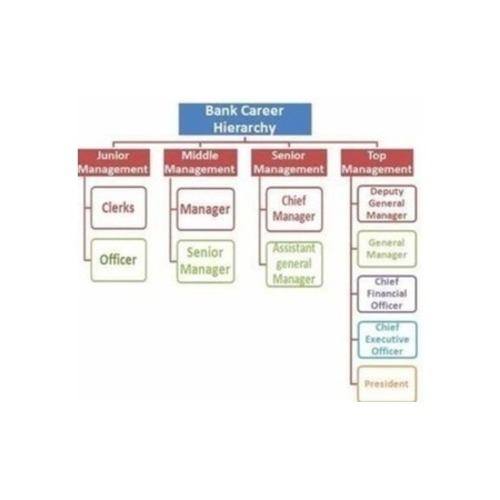 Bank Career
Hierarchy
Junior
Management
Middle
Management
Senior
Management
Top
Management
Clerks
Officer
Manager
Senior
Manager
Chief
Manager
Assistant
general
Manager
Deputy
General
Manager
General
Manager
Chief
Financial
Officer
Chief
Executive
Officer
President